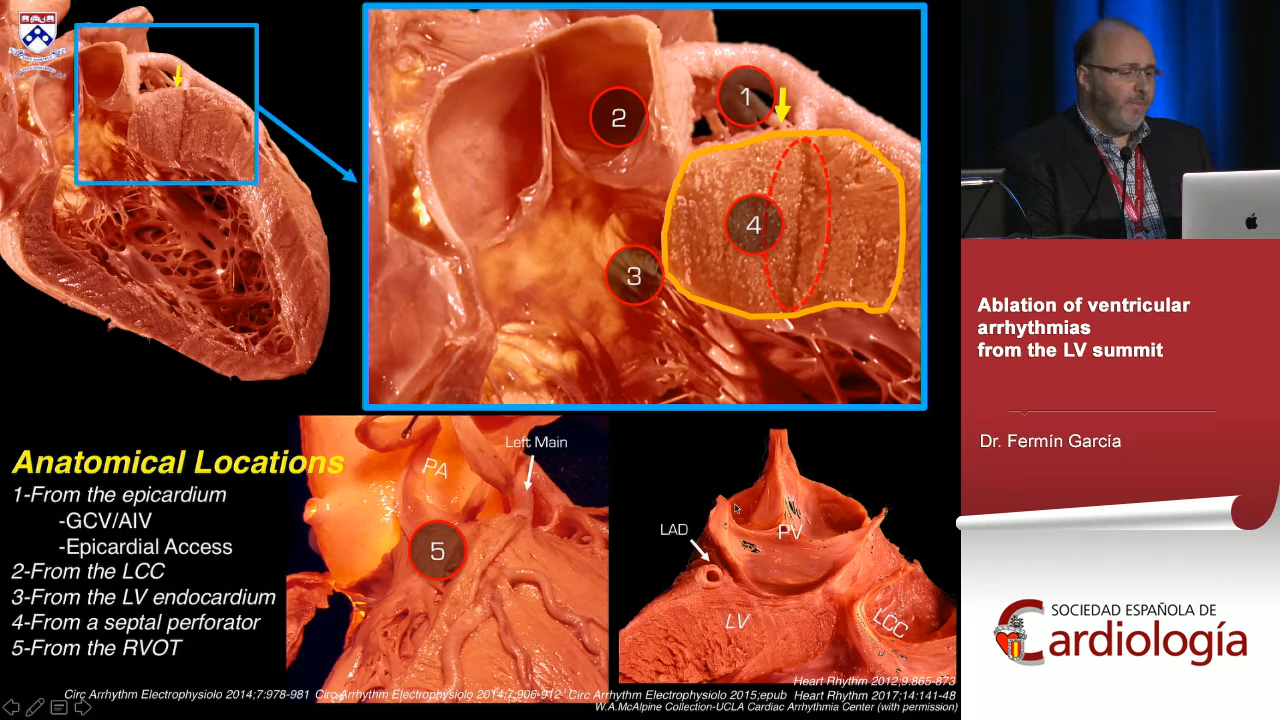 1
2
3
4
Anatomical Locations
1-From the epicardium
-GCV/AIV
-Epicardial Access
2-From the LCC
3-From the LV endocardium
4-From a septal perforator
5-From the RVOT
PA
Left Main
5
LAD
PV
LV
LCC
Heart Rhythm 2012,9.865-873
Circ Arrhythm Electrophysiolo 2014;7:978-981 Circ Arrhythm Electrophysiolo 2014;7:906-912 Circ Arrhythm Electrophysiolo 2015;epub Heart Rhythm 2017;14:141-48
W.A.McAlpine Collection-UCLA Cardiac Arrhythmia Center (with permission)
Ablation of ventricular
arrhythmias
from the LV summit
Dr. Fermín García
SOCIEDAD ESPAÑOLA DE
Cardiología